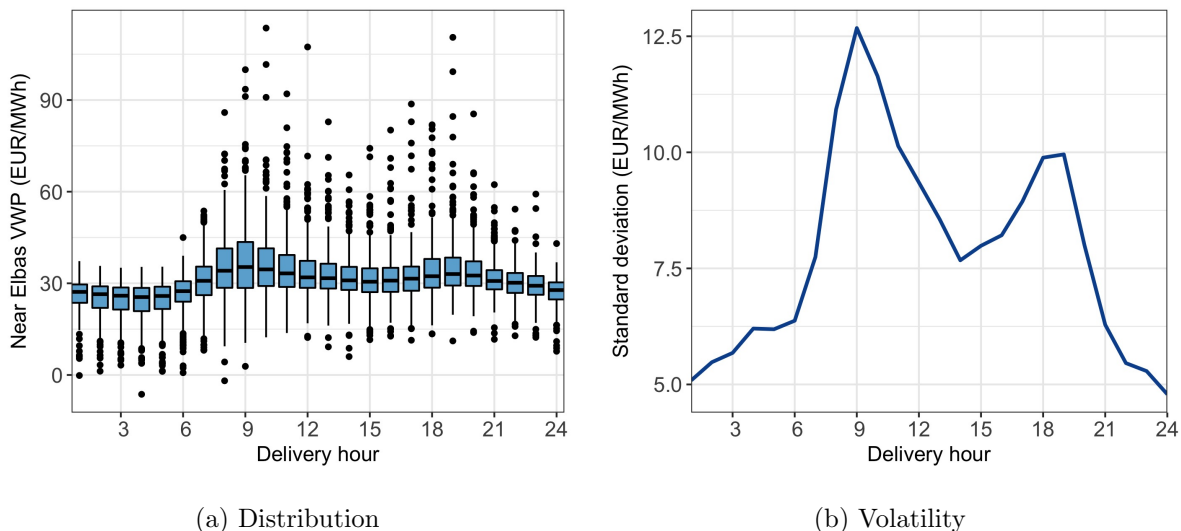 Near Elbas VWP (EUR/MWh)
90
60
30
0
3 6 9 12 15 18 21 24
Delivery hour
(a) Distribution
Standard deviation (EUR/MWh)
12.5
10.0
7.5
5.0
3 6 9 12 15 18 21 24
Delivery hour
(b) Volatility